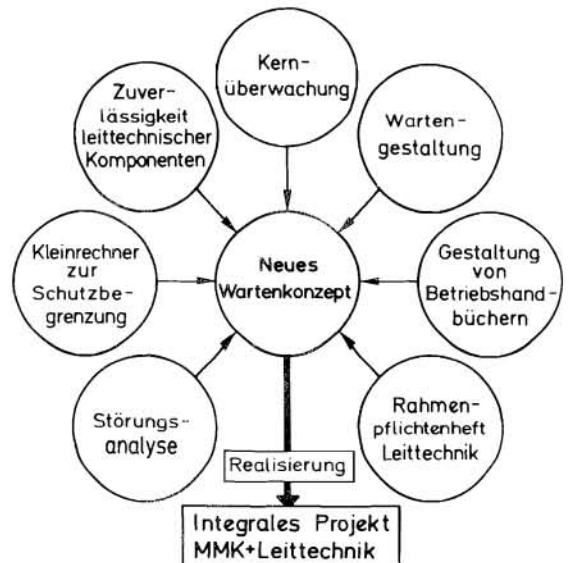 Kern-
überwachung
Zuver-
lässigkeit
leittechnischer
Komponenten
Warten-
gestaltung
Kleinrechner
zur
Schutzbe-
grenzung
Neues
Wartenkonzept
Gestaltung
von
Betriebshand-
büchern
Störungs-
analyse
Rahmen-
pflichtenheft
Leittechnik
Realisierung
Integrales Projekt
MMK+Leittechnik